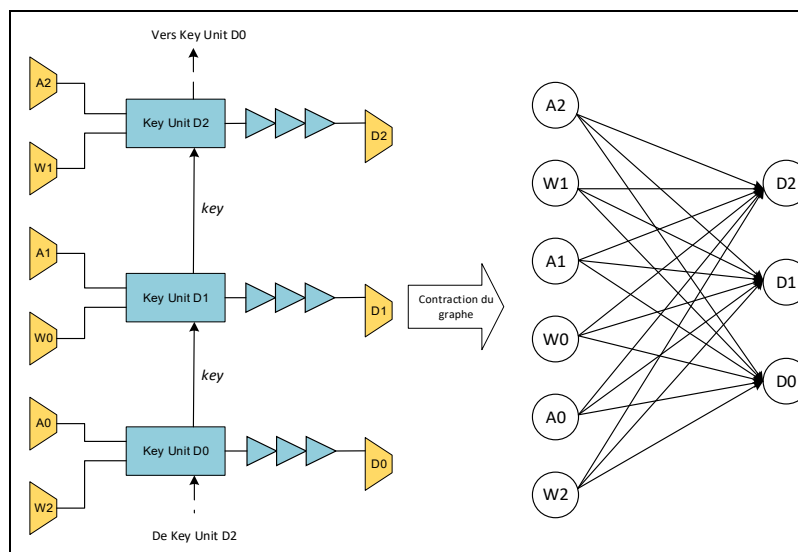 Vers Key Unit D0
A2
Key Unit D2
D2
W1
key
A1
Key Unit D1
D1
W0
key
A0
Key Unit D0
D0
W2
De Key Unit D2
Contraction du
graphe
A2
W1
A1
W0
A0
W2
D2
D1
D0